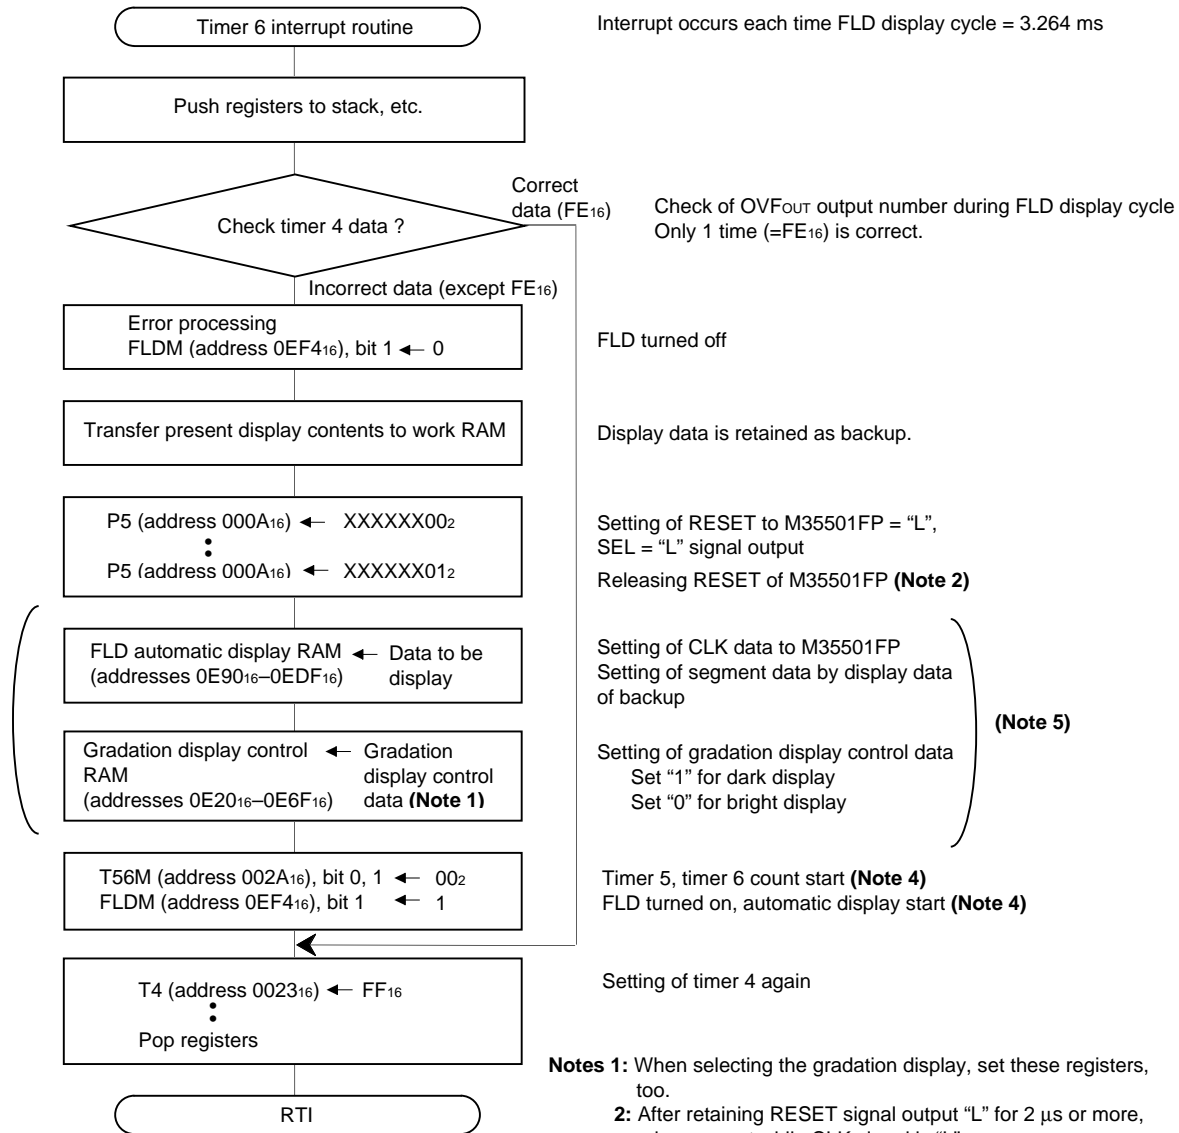 Timer 6 interrupt routine
Interrupt occurs each time FLD display cycle = 3.264 ms
Push registers to stack, etc.
Correct
data (FE16)
Check timer 4 data ?
Check of OVFOUT output number during FLD display cycle
Only 1 time (=FE16) is correct.
Incorrect data (except FE16)
Error processing
FLDM (address 0EF416), bit 1 ← 0
FLD turned off
Transfer present display contents to work RAM
Display data is retained as backup.
P5 (address 000A16) ← XXXXXX002
P5 (address 000A16) ← XXXXXX012
Setting of RESET to M35501FP = “L”,
SEL = “L” signal output
Releasing RESET of M35501FP (Note 2)
FLD automatic display RAM ← Data to be
(addresses 0E9016–0EDF16) display
Setting of CLK data to M35501FP
Setting of segment data by display data
of backup
(Note 5)
Gradation display control ← Gradation
RAM display control
(addresses 0E2016–0E6F16) data (Note 1)
Setting of gradation display control data
Set “1” for dark display
Set “0” for bright display
T56M (address 002A16), bit 0, 1 ← 002
FLDM (address 0EF416), bit 1 ← 1
Timer 5, timer 6 count start (Note 4)
FLD turned on, automatic display start (Note 4)
T4 (address 002316) ← FF16
Pop registers
Setting of timer 4 again
RTI
Notes 1: When selecting the gradation display, set these registers,
too.
2: After retaining RESET signal output “L” for 2 µs or more,